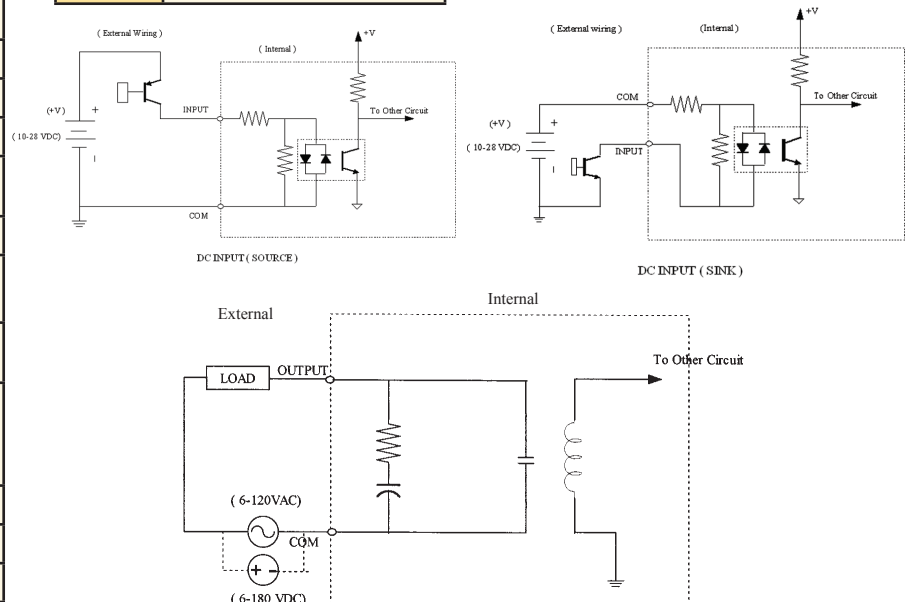 ( External Wiring )
( Internal )
+V
INPUT
To Other Circuit
(+V )
+
( 10-28 VDC)
COM
DC INPUT ( SOURCE )
( External wiring )
(Internal)
+V
COM
To Other Circuit
(+V )
+
( 10-28 VDC)
INPUT
DC INPUT ( SINK )
External
Internal
To Other Circuit
LOAD
OUTPUT
( 6-120VAC)
COM
+ -
( 6-180 VDC)